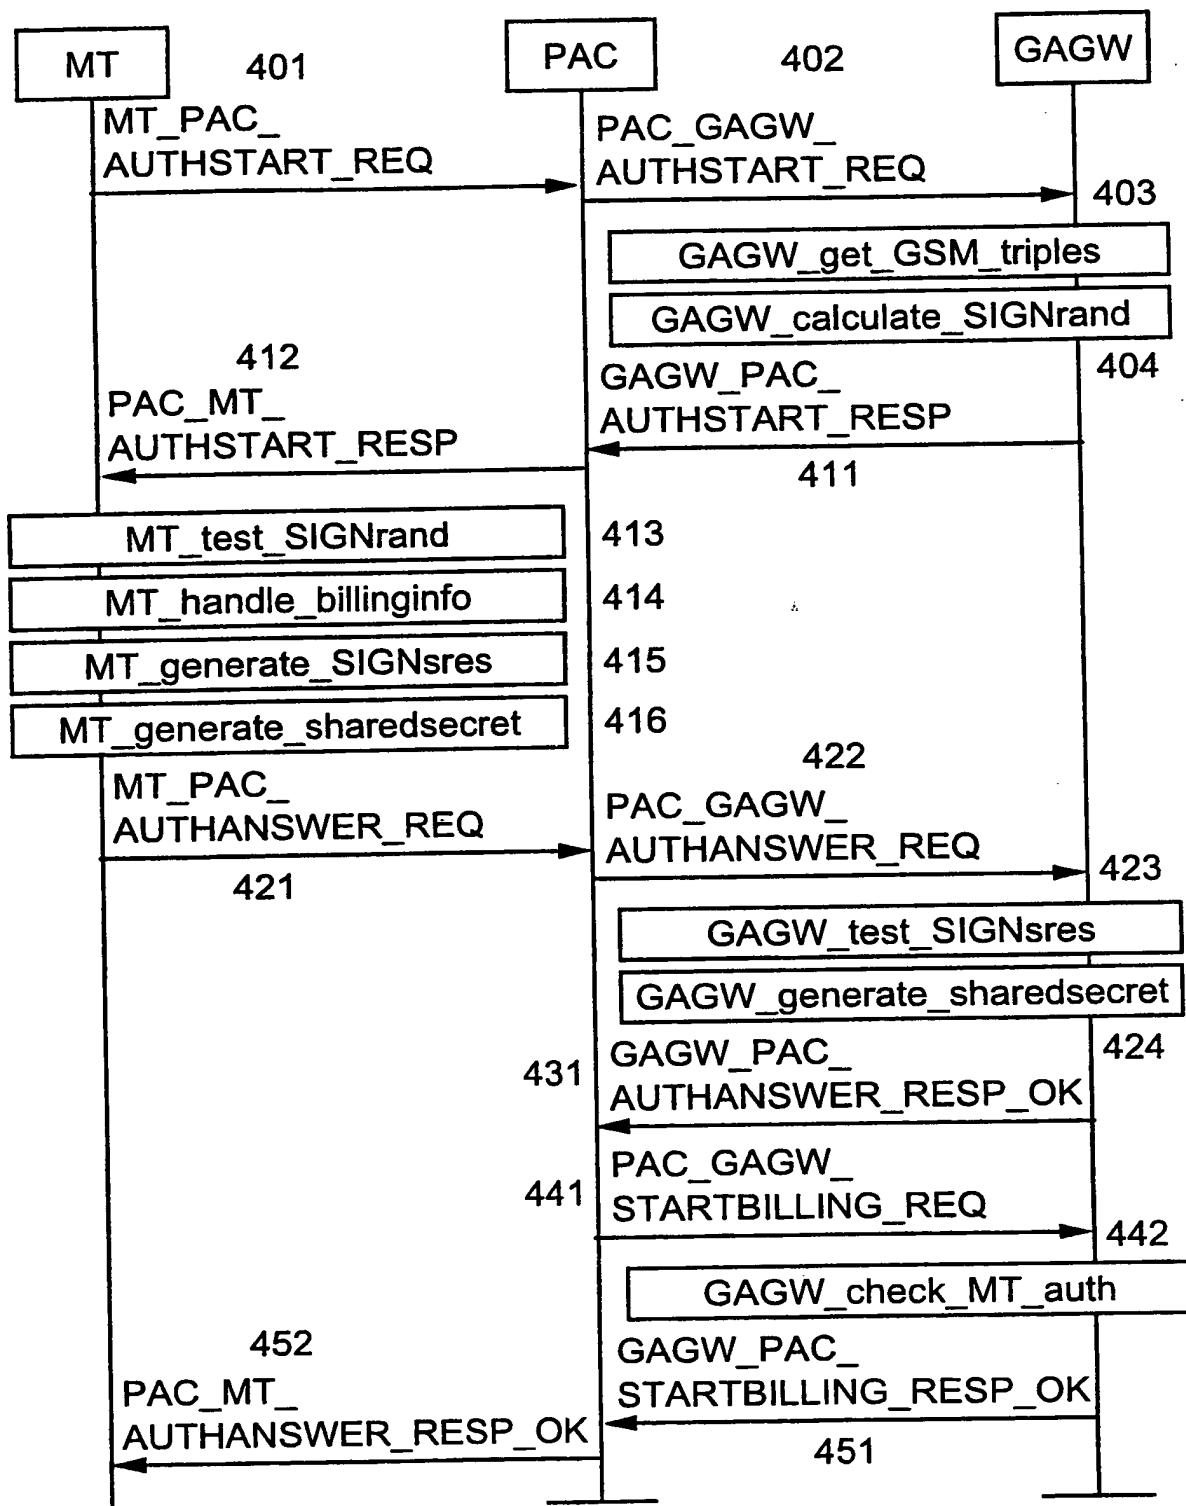 MT
401
PAC
402
GAGW
MT_PAC_
AUTHSTART_REQ
PAC_GAGW_
AUTHSTART_REQ
403
GAGW_get_GSM_triples
GAGW_calculate_SIGNrand
404
412
PAC_MT_
AUTHSTART_RESP
GAGW_PAC_
AUTHSTART_RESP
411
MT_test_SIGNrand
413
MT_handle_billinginfo
414
MT_generate_SIGNsres
415
MT_generate_sharedsecret
416
MT_PAC_
AUTHANSWER_REQ
421
422
PAC_GAGW_
AUTHANSWER_REQ
423
GAGW_test_SIGNsres
GAGW_generate_sharedsecret
424
431
GAGW_PAC_
AUTHANSWER_RESP_OK
441
PAC_GAGW_
STARTBILLING_REQ
442
GAGW_check_MT_auth
452
PAC_MT_
AUTHANSWER_RESP_OK
GAGW_PAC_
STARTBILLING_RESP_OK
451